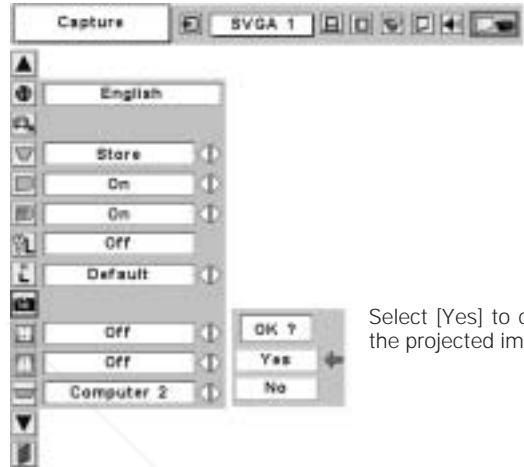 Capture
SVGA 1
English
Store
On
On
Off
Default
Off
Off
Computer 2
OK ?
Yes
No
Select [Yes] to
the projected im